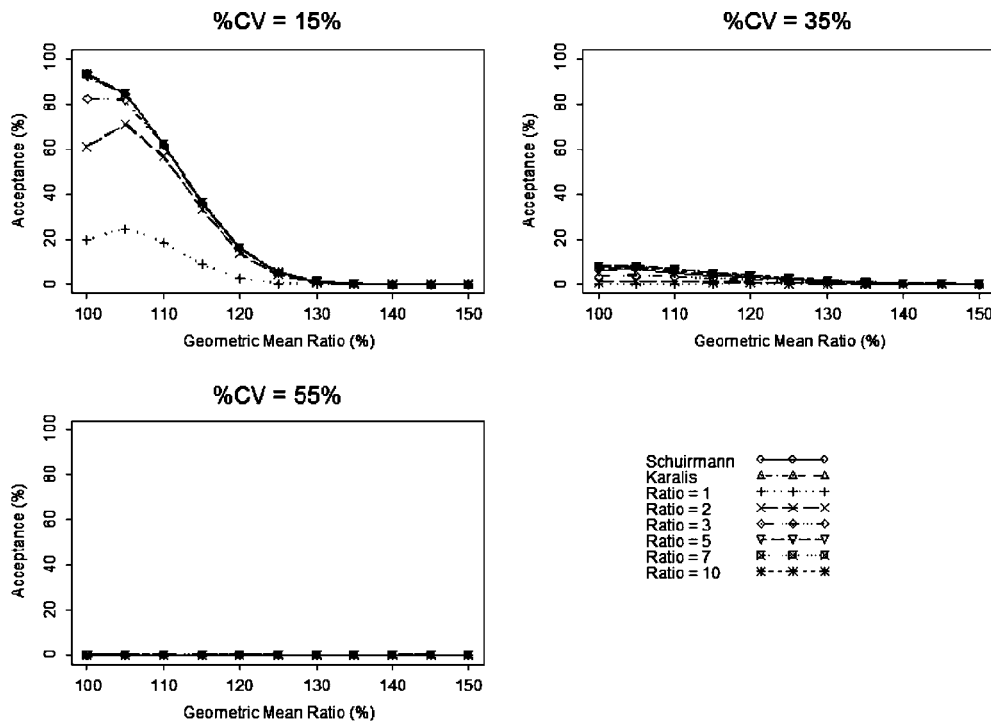 %CV = 15%
100
80
60
40
20
0
Acceptance (%)
100
110
120
130
140
150
Geometric Mean Ratio (%)
%CV = 35%
100
80
60
40
20
0
Acceptance (%)
100
110
120
130
140
150
Geometric Mean Ratio (%)
%CV = 55%
100
80
60
40
20
0
Acceptance (%)
100
110
120
130
140
150
Geometric Mean Ratio (%)
Schuirmann
Karalis
Ratio = 1
Ratio = 2
Ratio = 3
Ratio = 5
Ratio = 7
Ratio = 10